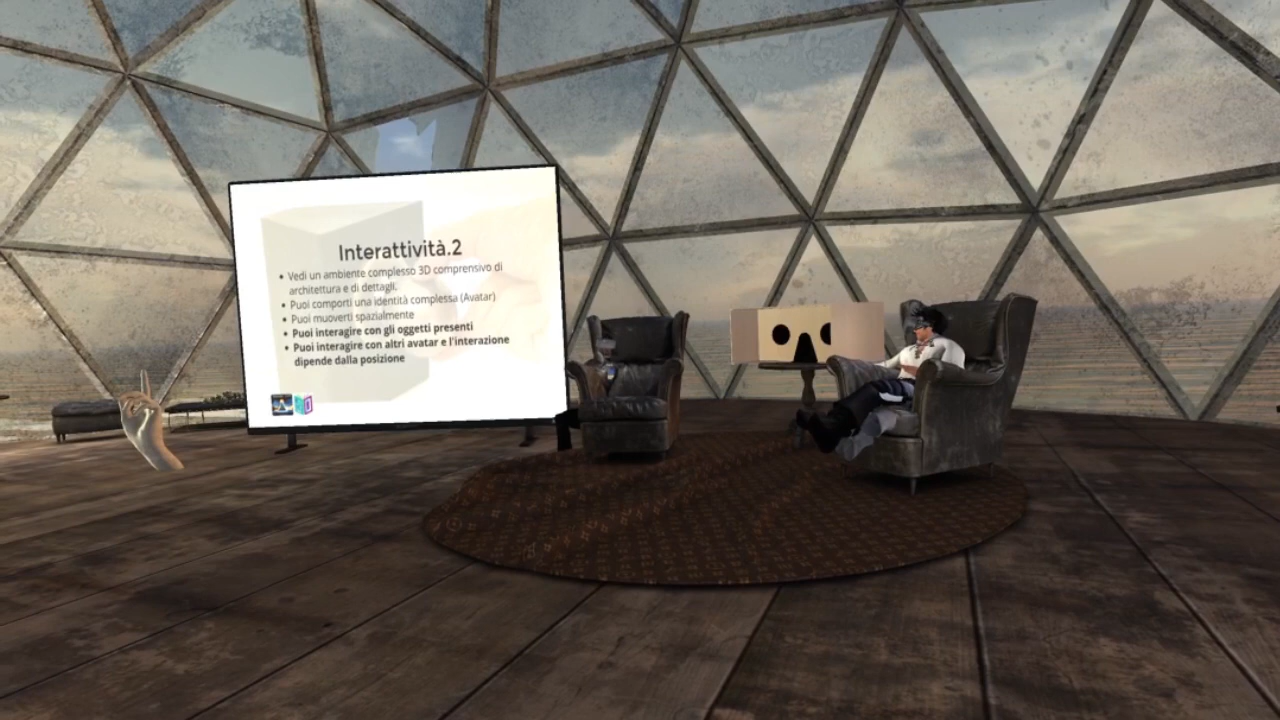 Interattività.2
• Vedi un ambiente complesso 3D comprensivo di
architettura e di dettagli.
• Puoi comporti una identità complessa (Avatar)
• Puoi muoverti spazialmente
• Puoi interagire con gli oggetti presenti
• Puoi interagire con altri avatar e l'interazione
dipende dalla posizione